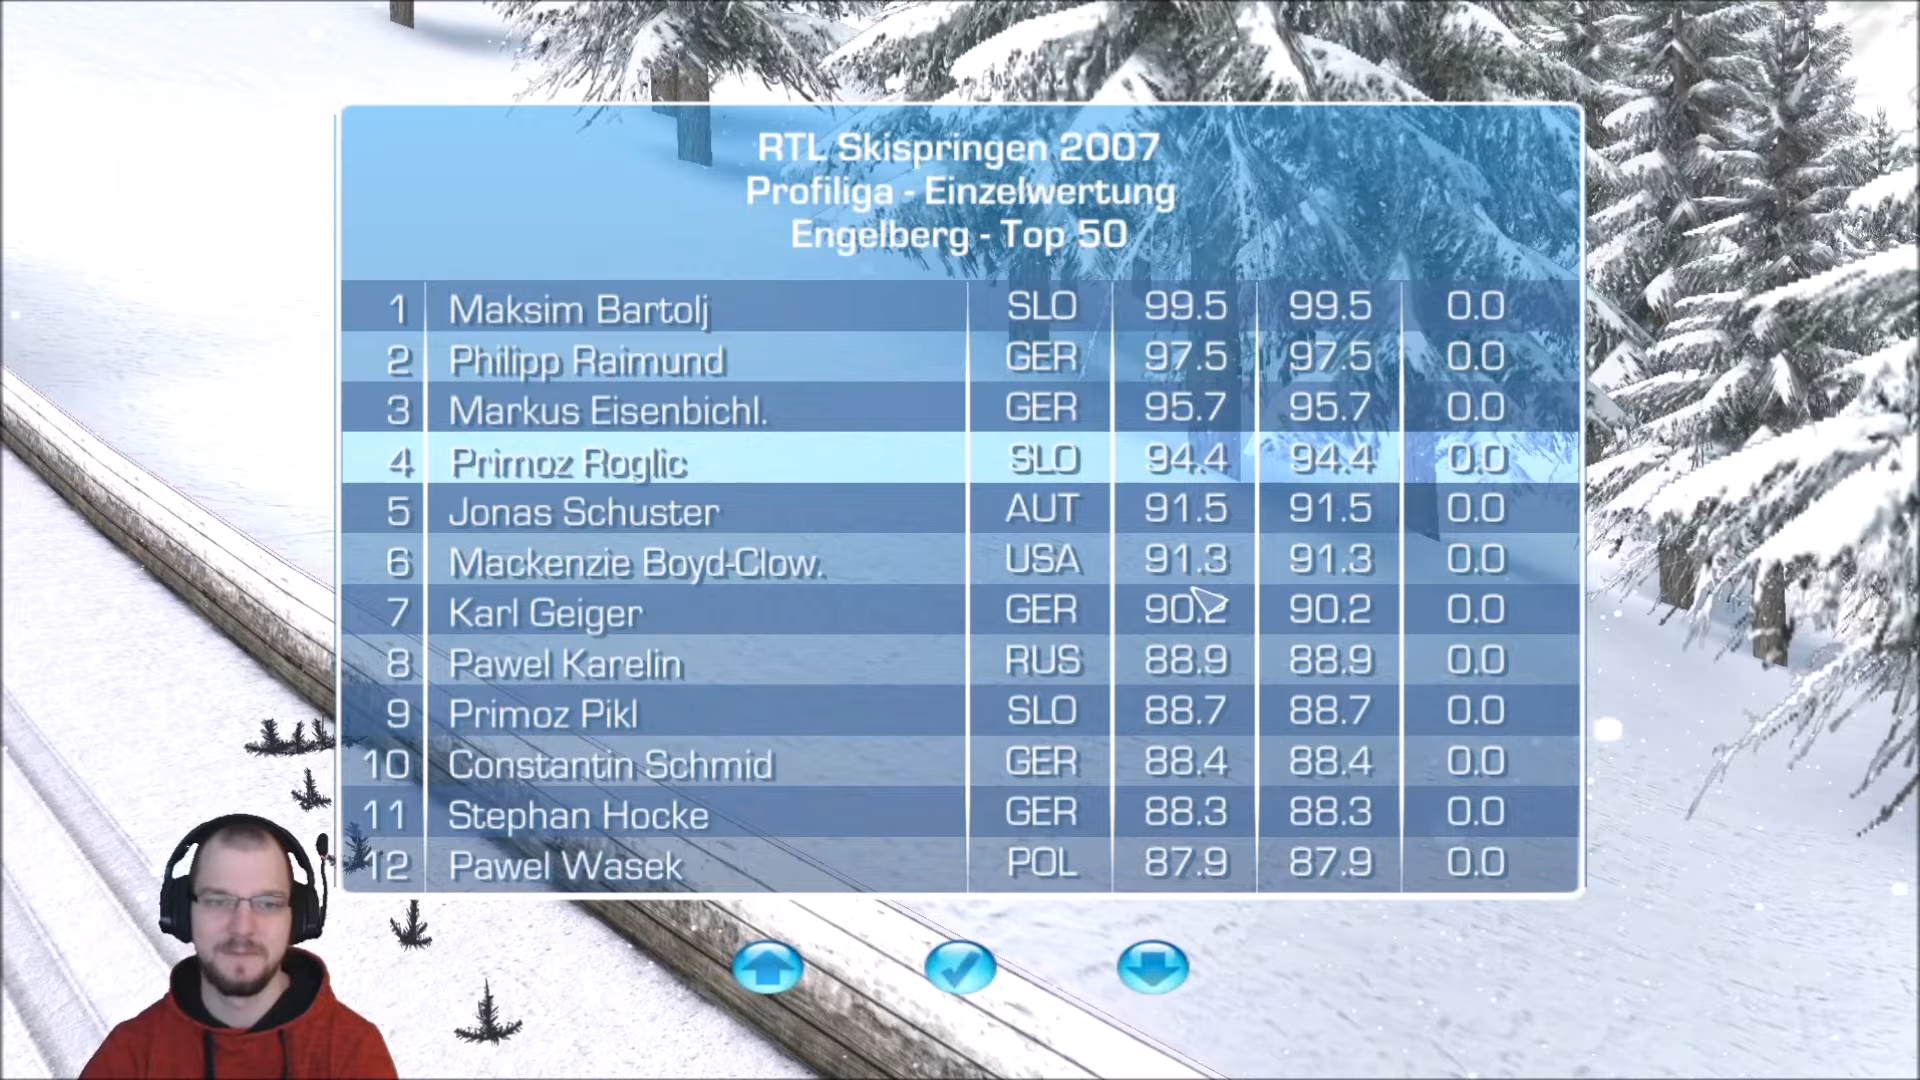 RTL Skispringen 2007
Profiliga - Einzelwertung
Engelberg - Top 50
1 Maksim Bartolj SLO 99.5 99.5 0.0
2 Philipp Raimund GER 97.5 97.5 0.0
3 Markus Eisenbichl. GER 95.7 95.7 0.0
4 Primoz Roglic SLO 94.4 94.4 0.0
5 Jonas Schuster AUT 91.5 91.5 0.0
6 Mackenzie Boyd-Clow. USA 91.3 91.3 0.0
7 Karl Geiger GER 90.2 90.2 0.0
8 Pawel Karelin RUS 88.9 88.9 0.0
9 Primoz Pikl SLO 88.7 88.7 0.0
10 Constantin Schmid GER 88.4 88.4 0.0
11 Stephan Hocke GER 88.3 88.3 0.0
12 Pawel Wasek POL 87.9 87.9 0.0